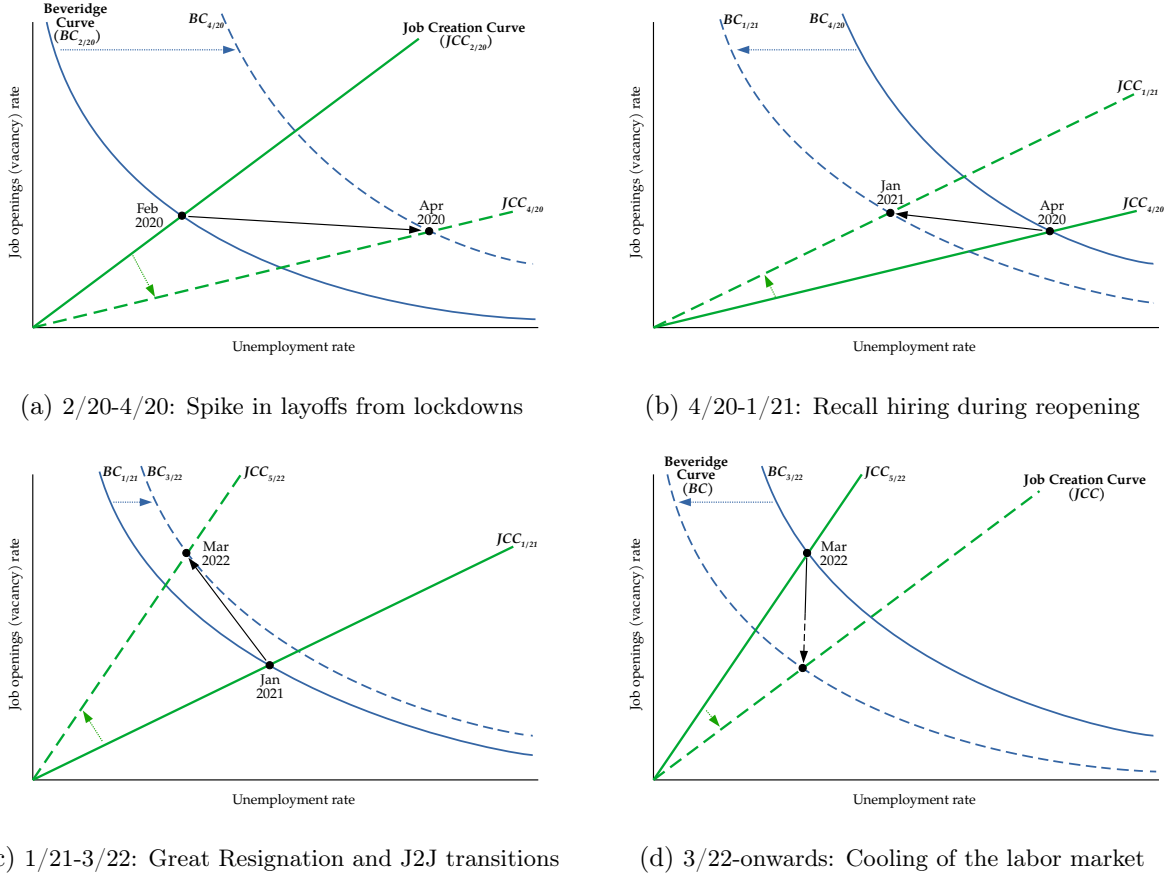 Beveridge
Curve
(BC2/20)
BC4/20
Job Creation Curve
(JCC2/20)
Job openings (vacancy) rate
Feb
2020
Apr
2020
JCC4/20
Unemployment rate
(a) 2/20-4/20: Spike in layoffs from lockdowns
BC1/21
BC4/20
JCC1/21
Job openings (vacancy) rate
Jan
2021
Apr
2020
JCC4/20
Unemployment rate
(b) 4/20-1/21: Recall hiring during reopening
BC1/21
BC3/22
JCC5/22
Job openings (vacancy) rate
Mar
2022
JCC1/21
Jan
2021
Unemployment rate
) 1/21-3/22: Great Resignation and J2J transitions
Beveridge
Curve
(BC)
BC3/22
JCC5/22
Job Creation Curve
(JCC)
Job openings (vacancy) rate
Mar
2022
Unemployment rate
(d) 3/22-onwards: Cooling of the labor market